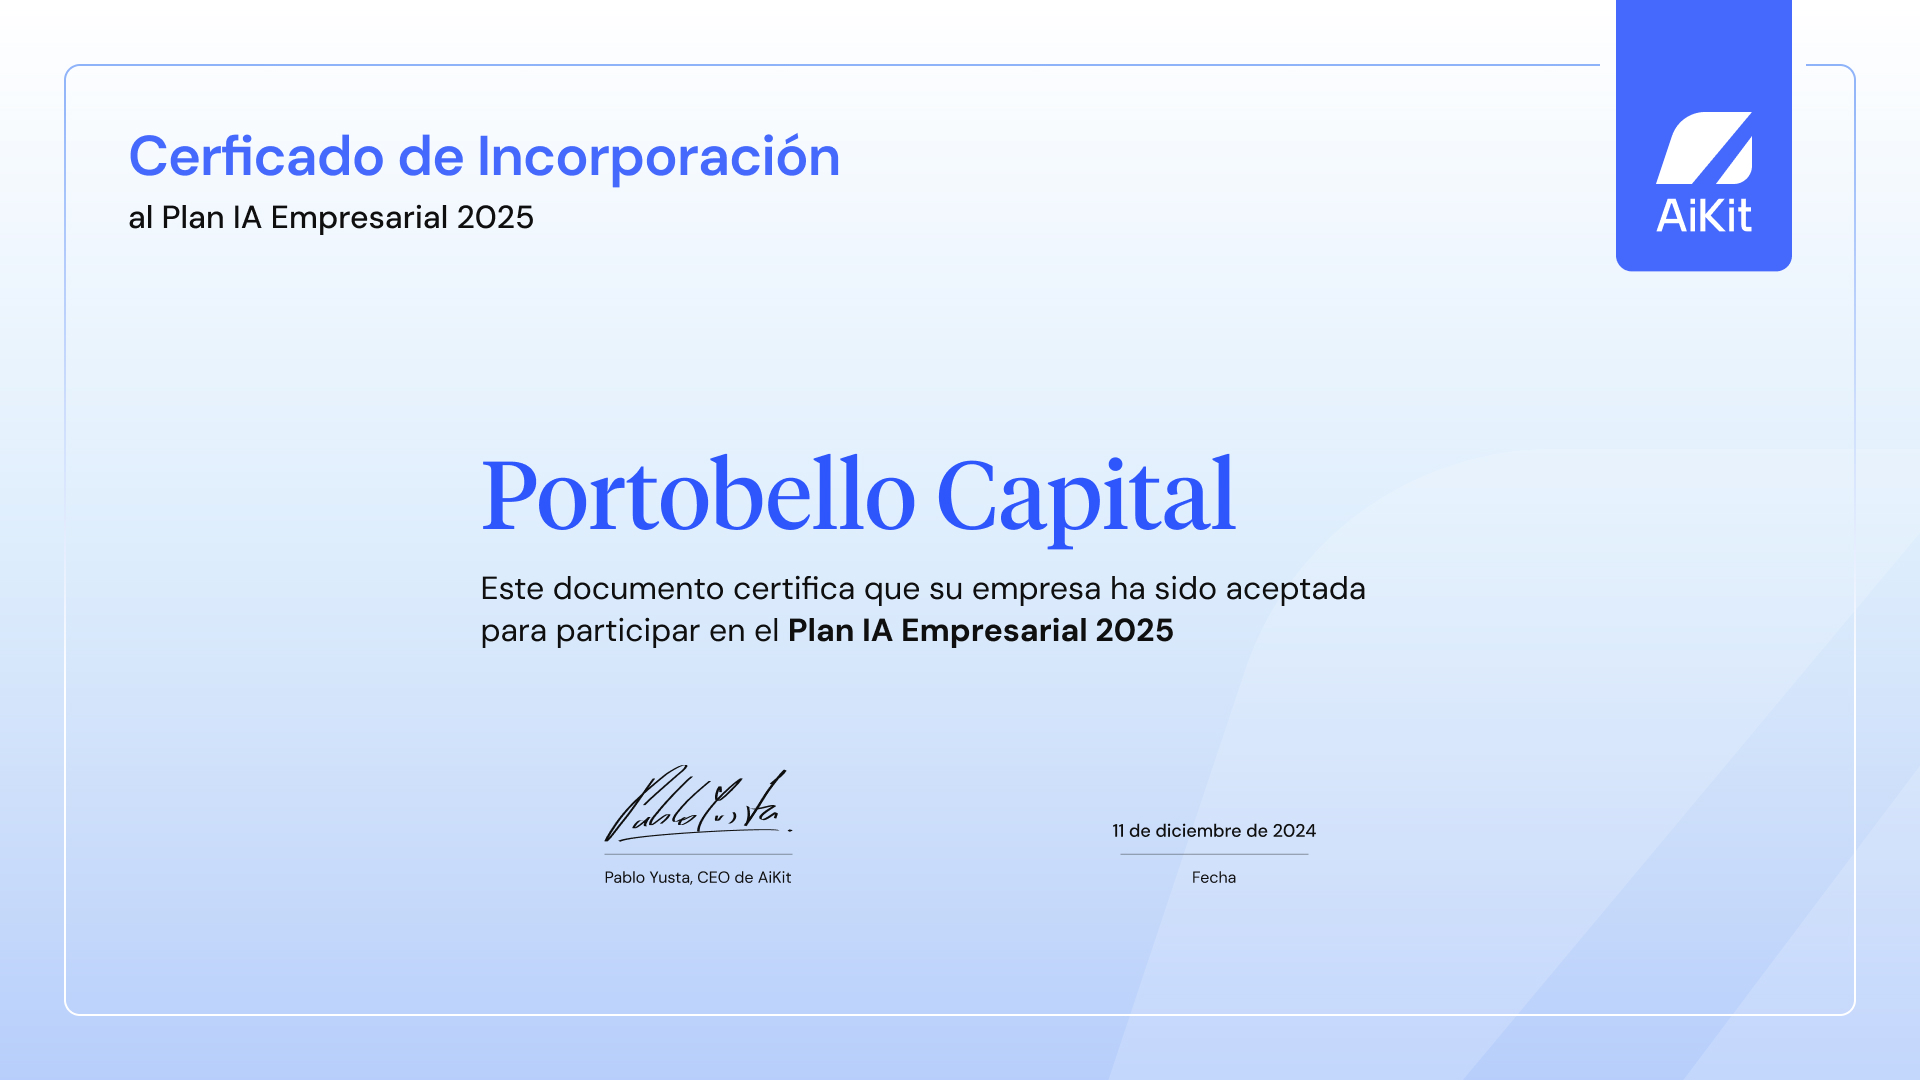 Cerficado de Incorporación
al Plan IA Empresarial 2025
AiKit
Portobello Capital
Este documento certifica que su empresa ha sido aceptada
para participar en el Plan IA Empresarial 2025
Pablo Yusta.
Pablo Yusta, CEO de AiKit
11 de diciembre de 2024
Fecha